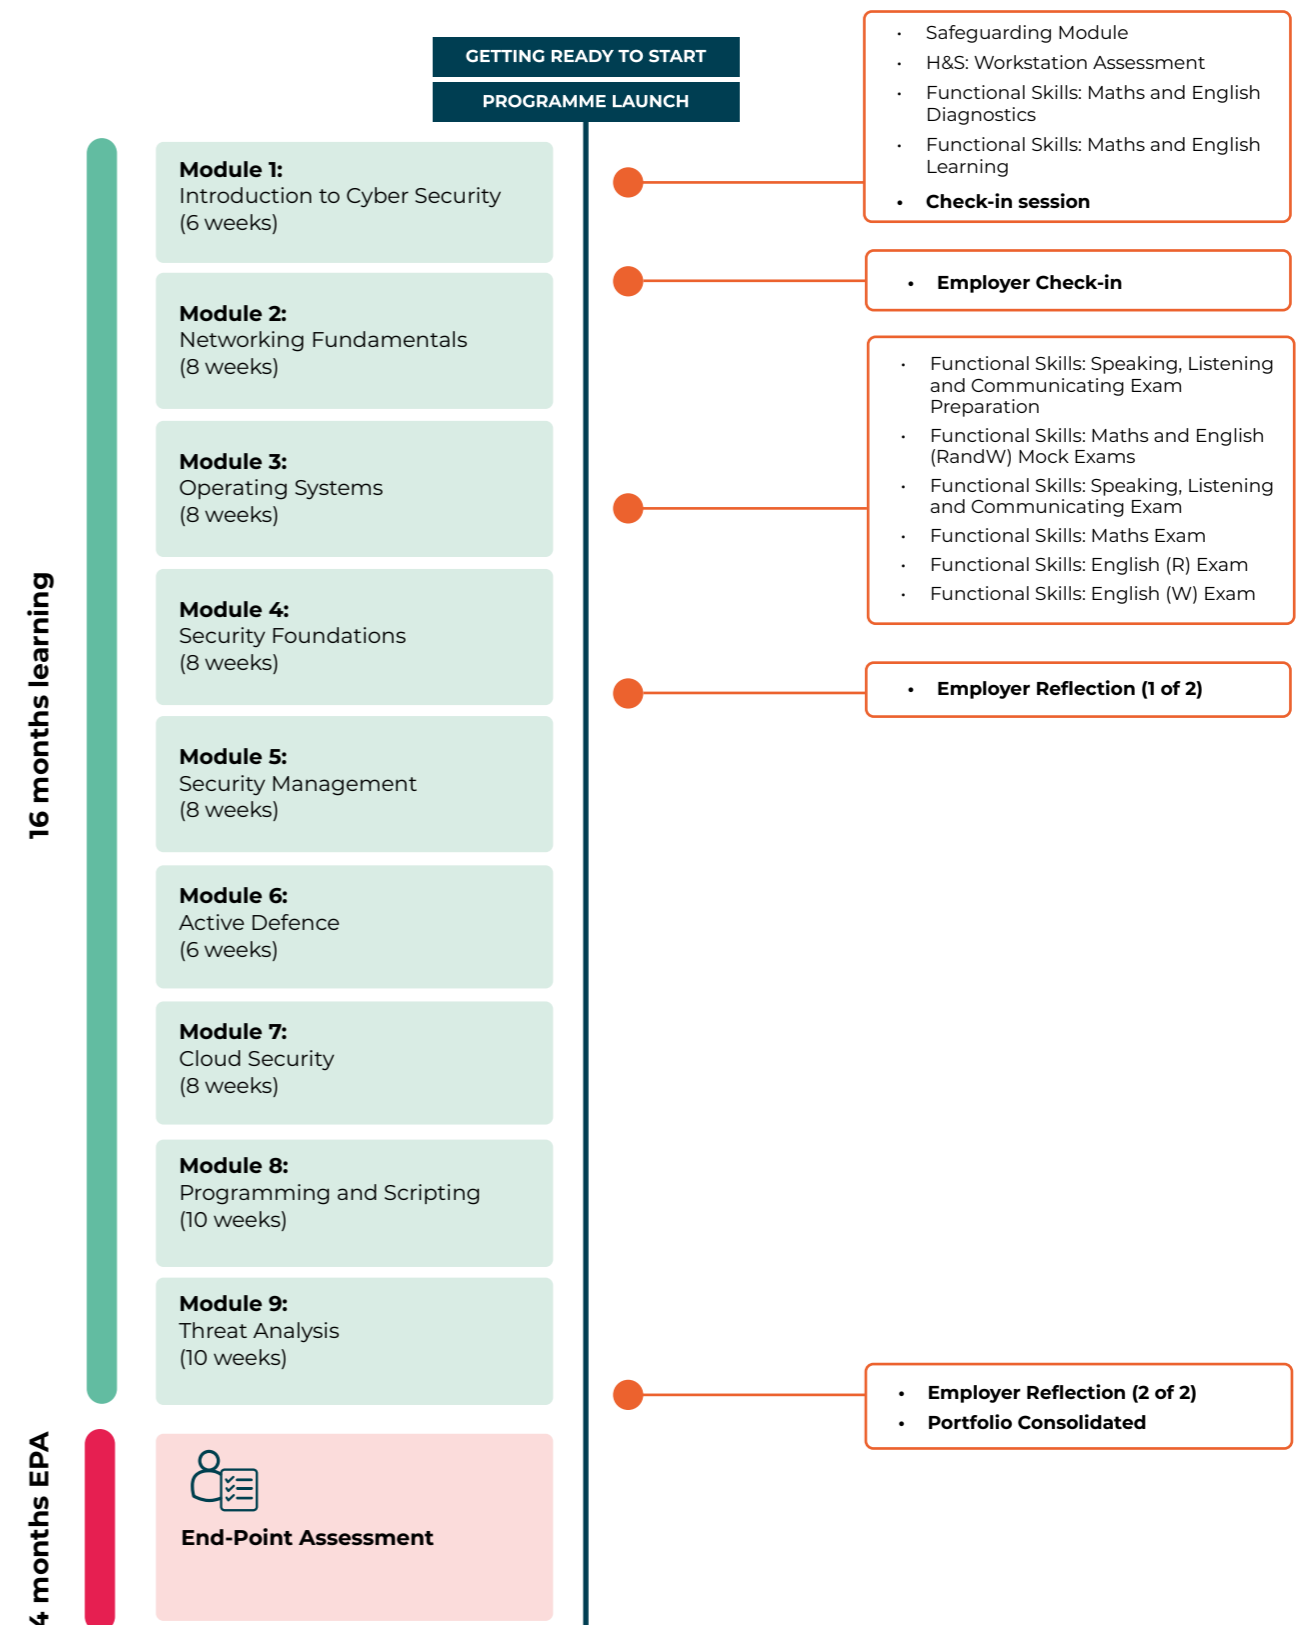 GETTING READY TO START
PROGRAMME LAUNCH
16 months learning
Module 1:
Introduction to Cyber Security
(6 weeks)
• Safeguarding Module
• H&S: Workstation Assessment
• Functional Skills: Maths and English
Diagnostics
• Functional Skills: Maths and English
Learning
• Check-in session
Module 2:
Networking Fundamentals
(8 weeks)
• Employer Check-in
Module 3:
Operating Systems
(8 weeks)
• Functional Skills: Speaking, Listening
and Communicating Exam
Preparation
• Functional Skills: Maths and English
(RandW) Mock Exams
• Functional Skills: Speaking, Listening
and Communicating Exam
• Functional Skills: Maths Exam
• Functional Skills: English (R) Exam
• Functional Skills: English (W) Exam
Module 4:
Security Foundations
(8 weeks)
• Employer Reflection (1 of 2)
Module 5:
Security Management
(8 weeks)
Module 6:
Active Defence
(6 weeks)
Module 7:
Cloud Security
(8 weeks)
Module 8:
Programming and Scripting
(10 weeks)
Module 9:
Threat Analysis
(10 weeks)
• Employer Reflection (2 of 2)
• Portfolio Consolidated
4 months EPA
End-Point Assessment